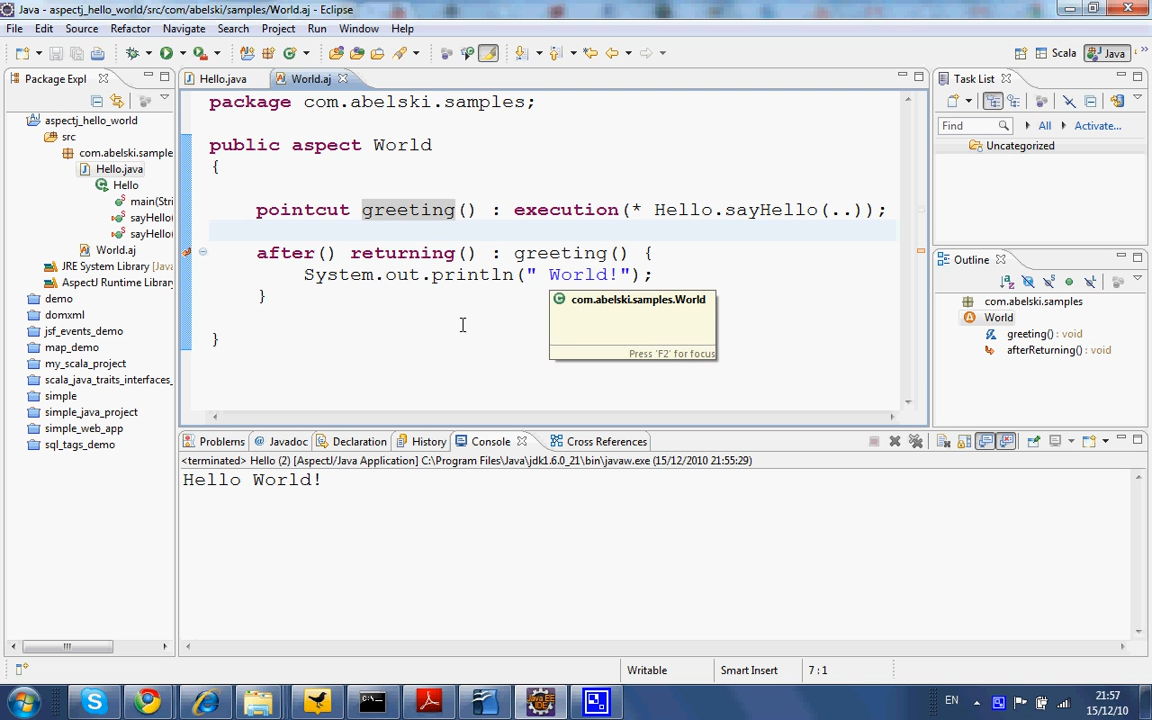 Java - aspectj_hello_world/src/com/abelski/samples/World.aj - Eclipse
File Edit Source Refactor Navigate Search Project Run Window Help
Scala Java
Package Expl
Hello.java World.aj
Task List
aspectj_hello_world
src
com.abelski.sample
Hello.java
Hello
main(Stri
sayHello
sayHello
World.aj
JRE System Library [Java
AspectJ Runtime Library
demo
domxml
jsf_events_demo
map_demo
my_scala_project
scala_java_traits_interfaces_
simple
simple_java_project
simple_web_app
sql_tags_demo
package com.abelski.samples;
public aspect World
{
pointcut greeting() : execution(* Hello.sayHello(..));
after() returning() : greeting() {
System.out.println(" World!");
}
}
com.abelski.samples.World
Press 'F2' for focus
Find All Activate...
Uncategorized
Outline
com.abelski.samples
World
greeting() : void
afterReturning() : void
Problems Javadoc Declaration History Console Cross References
<terminated> Hello (2) [AspectJ/Java Application] C:\Program Files\Java\jdk1.6.0_21\bin\javaw.exe (15/12/2010 21:55:29)
Hello World!
Writable Smart Insert 7 : 1
EN 21:57
15/12/10